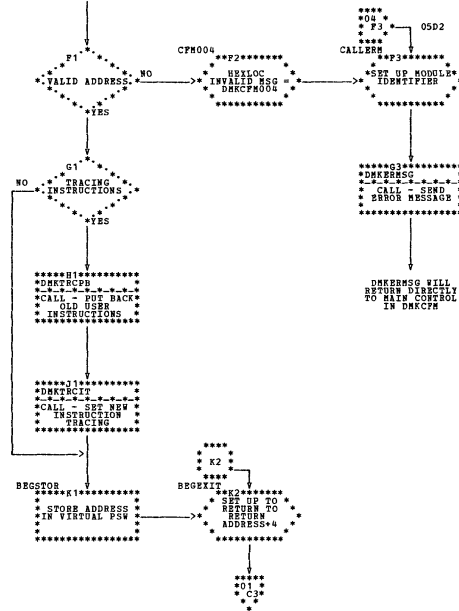 04
F3
05D2
F1
VALID ADDRESS
NO
YES
CFM004
F2
HEXLOC
INVALID MSG =
DMKCFM004
CALLERM
F3
SET UP MODULE
IDENTIFIER
G1
TRACING
INSTRUCTIONS
NO
YES
G3
DMKERMSG
CALL - SEND
ERROR MESSAGE
H1
DMKTRCPB
CALL - PUT BACK
OLD USER
INSTRUCTIONS
DMKERMSG WILL
RETURN DIRECTLY
TO MAIN CONTROL
IN DMKCFM
J1
DMKTRCIT
CALL - SET NEW
INSTRUCTION
TRACING
K2
BEGSTOR
K1
STORE ADDRESS
IN VIRTUAL PSW
BEGEXIT
K2
SET UP TO
RETURN TO
RETURN
ADDRESS+4
01
C3